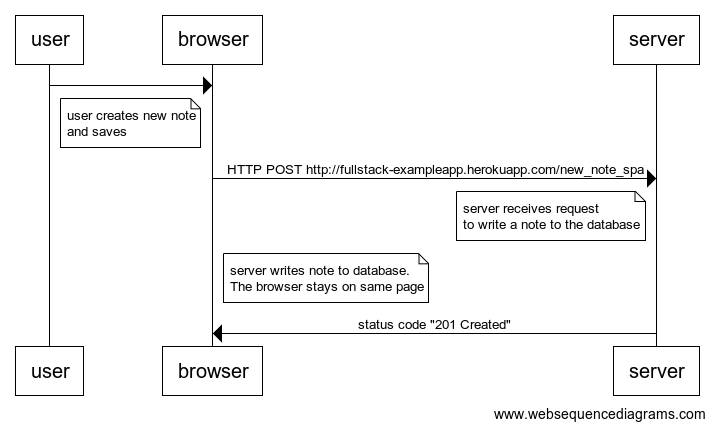 user
browser
server
user creates new note
and saves
HTTP POST http://fullstack-exampleapp.herokuapp.com/new_note_spa
server receives request
to write a note to the database
server writes note to database.
The browser stays on same page
status code "201 Created"
user
browser
server
www.websequencediagrams.com